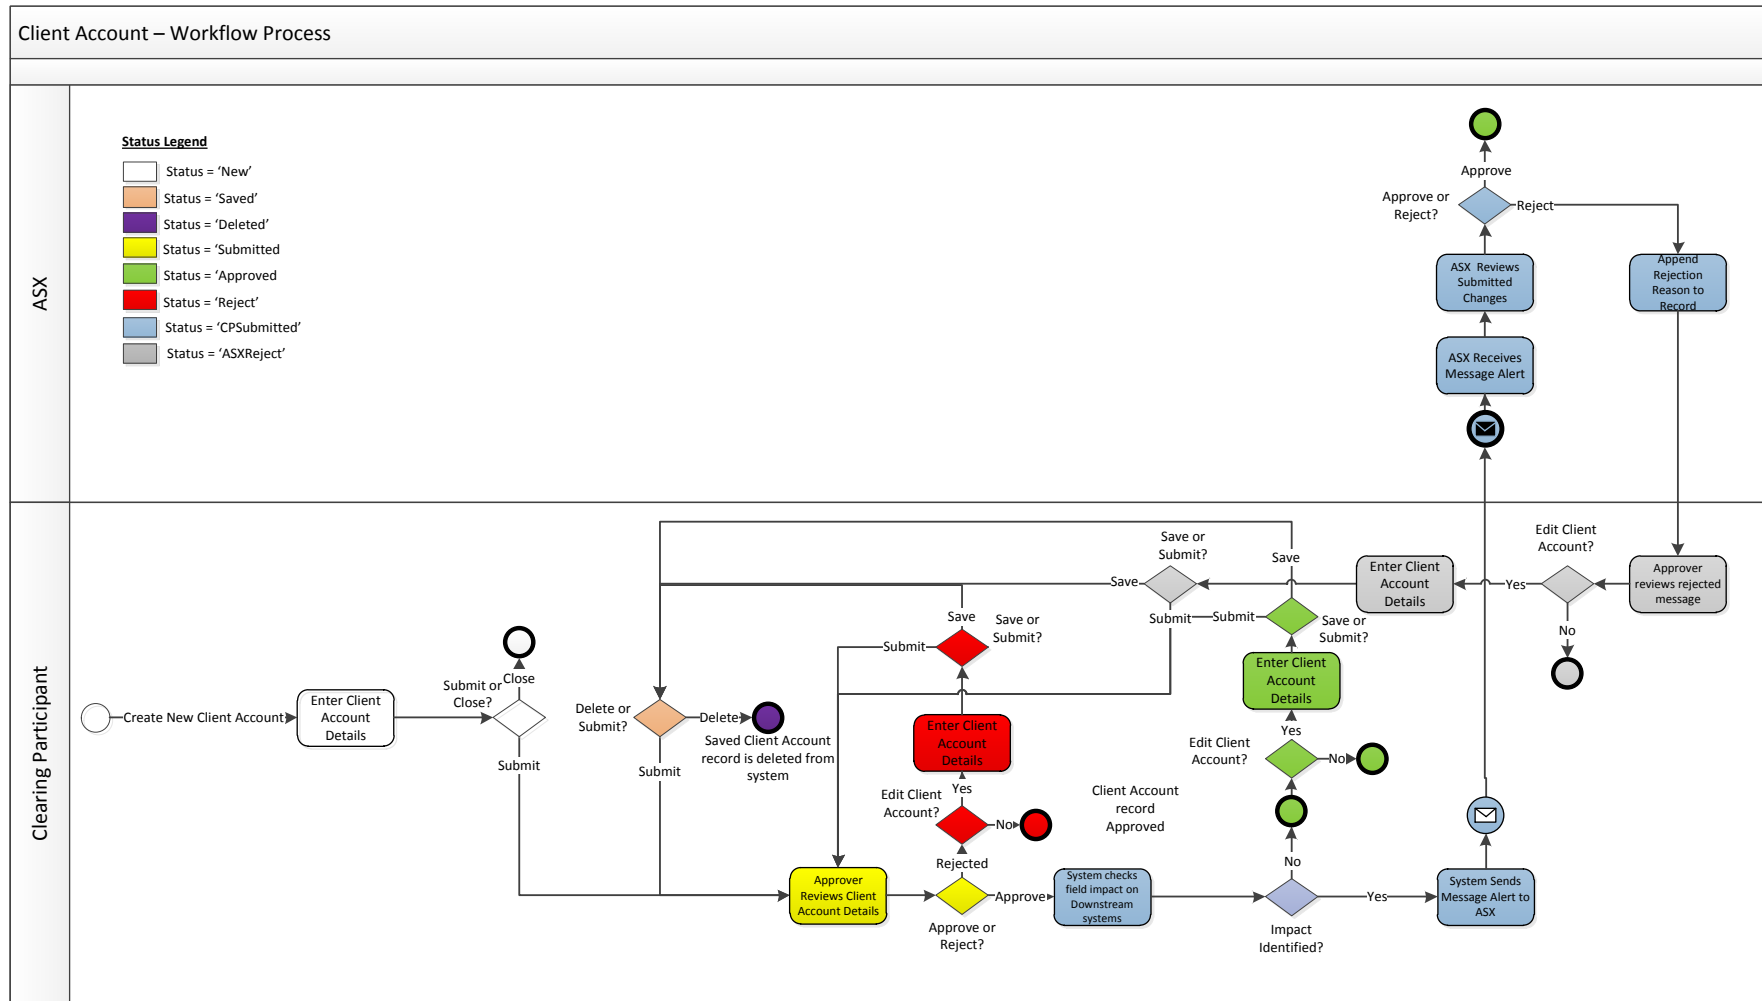 Client Account – Workflow Process
ASX
Status Legend
Status = ‘New’
Status = ‘Saved’
Status = ‘Deleted’
Status = ‘Submitted
Status = ‘Approved
Status = ‘Reject’
Status = ‘CPSubmitted’
Status = ‘ASXReject’
Approve
Approve or
Reject?
Reject
ASX Reviews
Submitted
Changes
Append
Rejection
Reason to
Record
ASX Receives
Message Alert
Clearing Participant
Create New Client Account
Enter Client
Account
Details
Submit or
Close?
Close
Submit
Delete or
Submit?
Delete
Saved Client Account
record is deleted from
system
Submit
Save
Save or
Submit?
Submit
Enter Client
Account
Details
Yes
Edit Client
Account?
No
Rejected
Approver
Reviews Client
Account Details
Approve
Approve or
Reject?
System checks
field impact on
Downstream
systems
Client Account
record
Approved
Save or
Submit?
Save
Submit
Save
Submit
Save or
Submit?
Enter Client
Account
Details
Yes
Edit Client
Account?
No
No
Impact
Identified?
Yes
System Sends
Message Alert to
ASX
Enter Client
Account
Details
Yes
Edit Client
Account?
No
Approver
reviews rejected
message